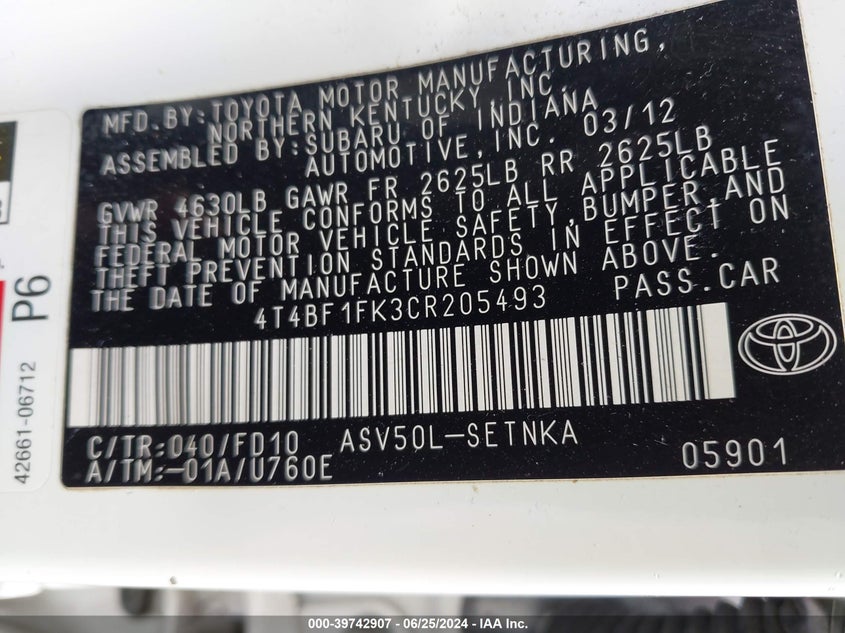 MFD.BY:TOYOTA MOTOR MANUFACTURING,
NORTHERN KENTUCKY, INC.
ASSEMBLED BY:SUBARU OF INDIANA
AUTOMOTIVE, INC. 03/12
GVWR 4630LB GAWR FR 2625LB RR 2625LB
THIS VEHICLE CONFORMS TO ALL APPLICABLE
FEDERAL MOTOR VEHICLE SAFETY, BUMPER, AND
THEFT PREVENTION STANDARDS IN EFFECT ON
THE DATE OF MANUFACTURE SHOWN ABOVE.
4T4BF1FK3CR205493 PASS.CAR
C/TR:040/FD10 ASV50L-SETNKA
A/TM:-01A/U760E 05901
P6
42661-06712
000-39742907 - 06/25/2024 - IAA Inc.